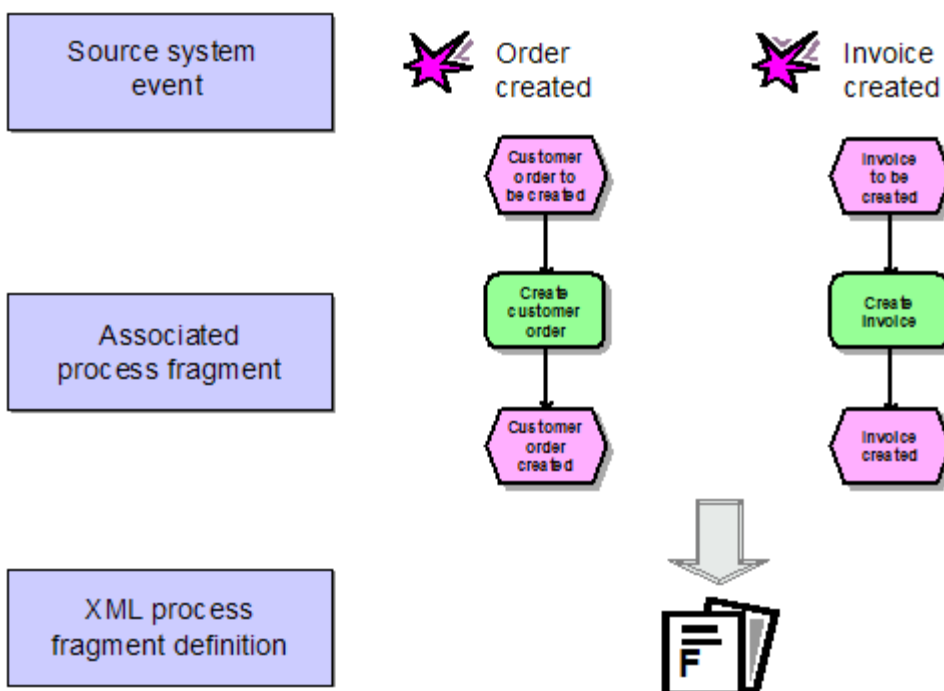 Source system
event
Order
created
Invoice
created
Customer
order to
be created
Invoice
to be
created
Associated
process fragment
Create
customer
order
Create
Invoice
Customer
order
created
Invoice
created
XML process
fragment definition
F